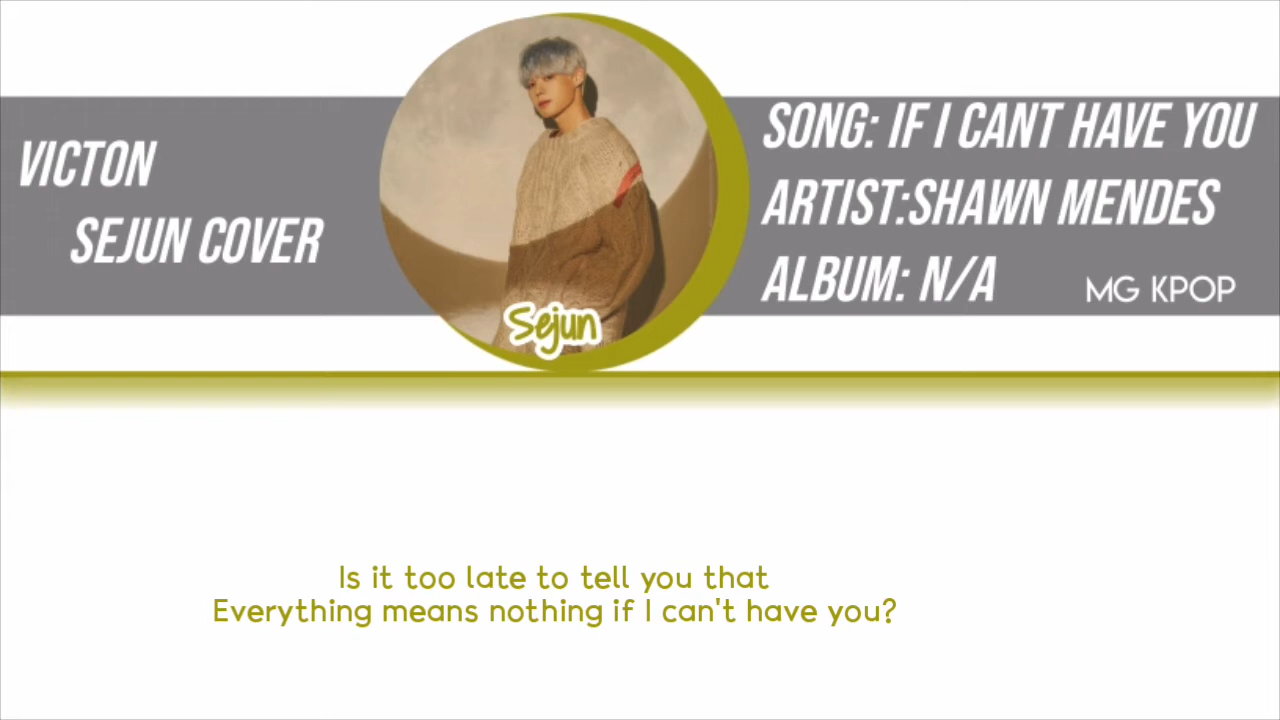 VICTON
SEJUN COVER
Sejun
SONG: IF I CANT HAVE YOU
ARTIST:SHAWN MENDES
ALBUM: N/A
MG KPOP
Is it too late to tell you that
Everything means nothing if I can't have you?